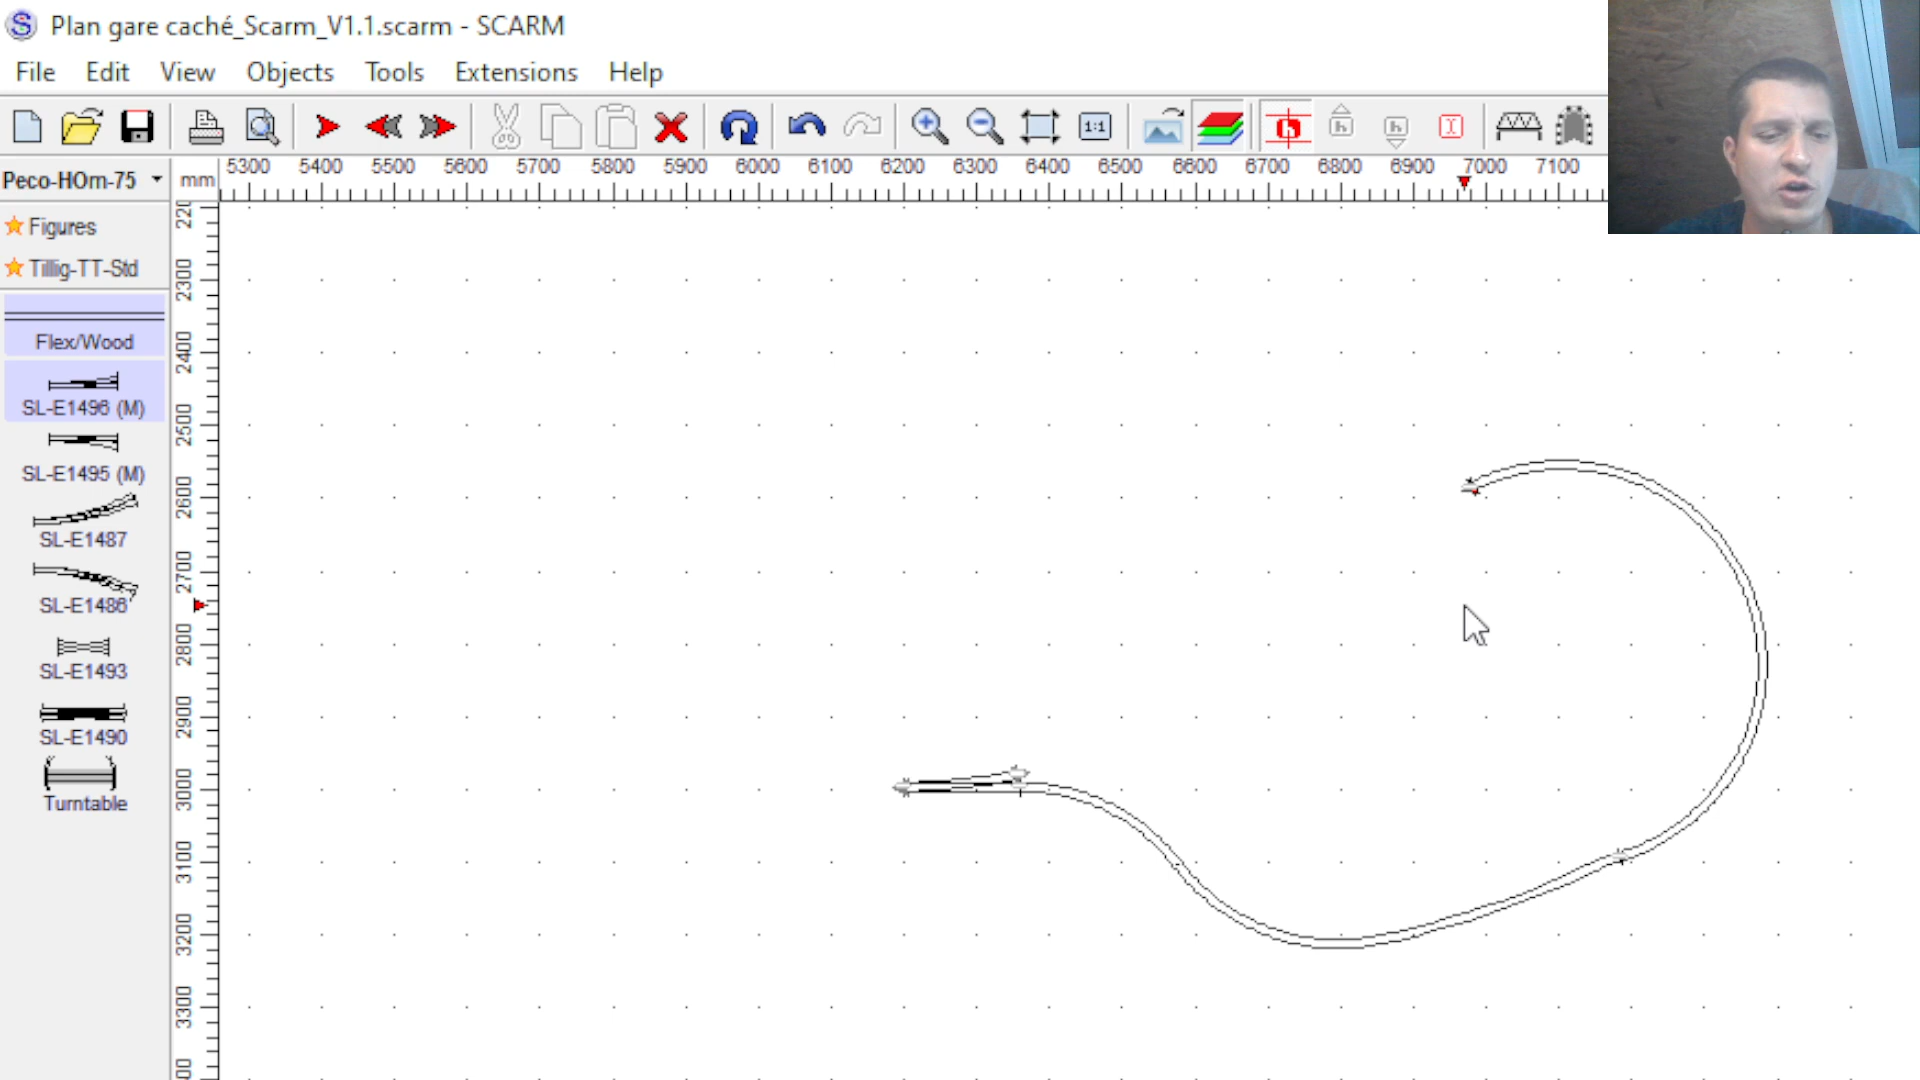 Plan gare caché_Scarm_V1.1.scarm - SCARM
File Edit View Objects Tools Extensions Help
1:1
Peco-H0m-75
mm
5300 5400 5500 5600 5700 5800 5900 6000 6100 6200 6300 6400 6500 6600 6700 6800 6900 7000 7100
Figures
Tillig-TT-Std
Flex/Wood
SL-E1496 (M)
SL-E1495 (M)
SL-E1487
SL-E1486
SL-E1493
SL-E1490
Turntable
2300
2400
2500
2600
2700
2800
2900
3000
3100
3200
3300